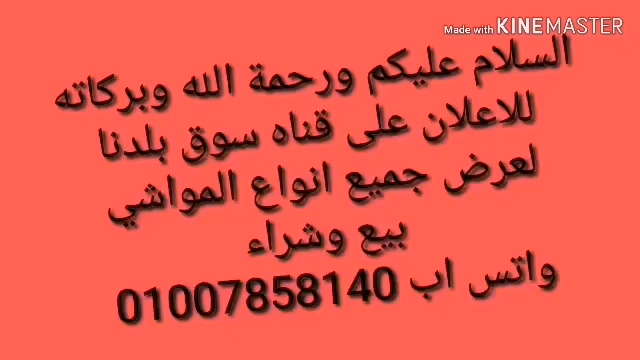 Made with KINEMASTER
السلام عليكم ورحمة الله وبركاته
للاعلان على قناه سوق بلدنا
لعرض جميع انواع المواشي
بيع وشراء
واتس اب 01007858140